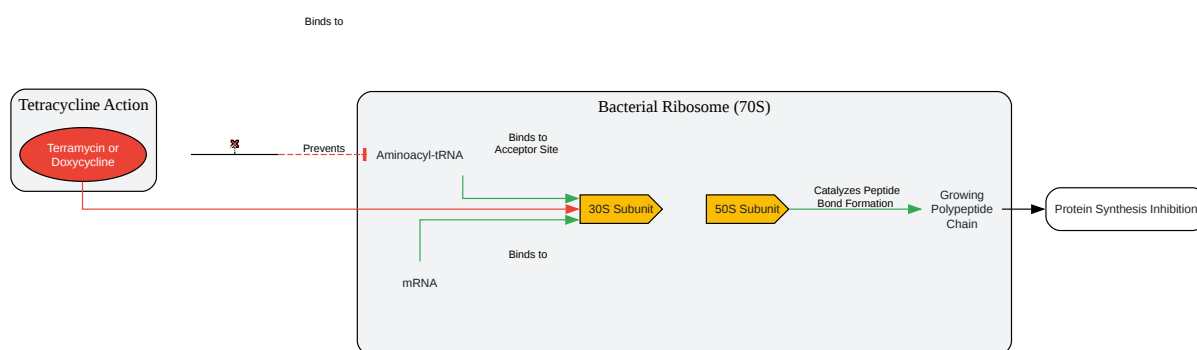 Binds to
Tetracycline Action
Terramycin or
Doxycycline
Prevents
Bacterial Ribosome (70S)
Aminoacyl-tRNA
Binds to
Acceptor Site
30S Subunit
50S Subunit
Catalyzes Peptide
Bond Formation
Growing
Polypeptide
Chain
Protein Synthesis Inhibition
Binds to
mRNA